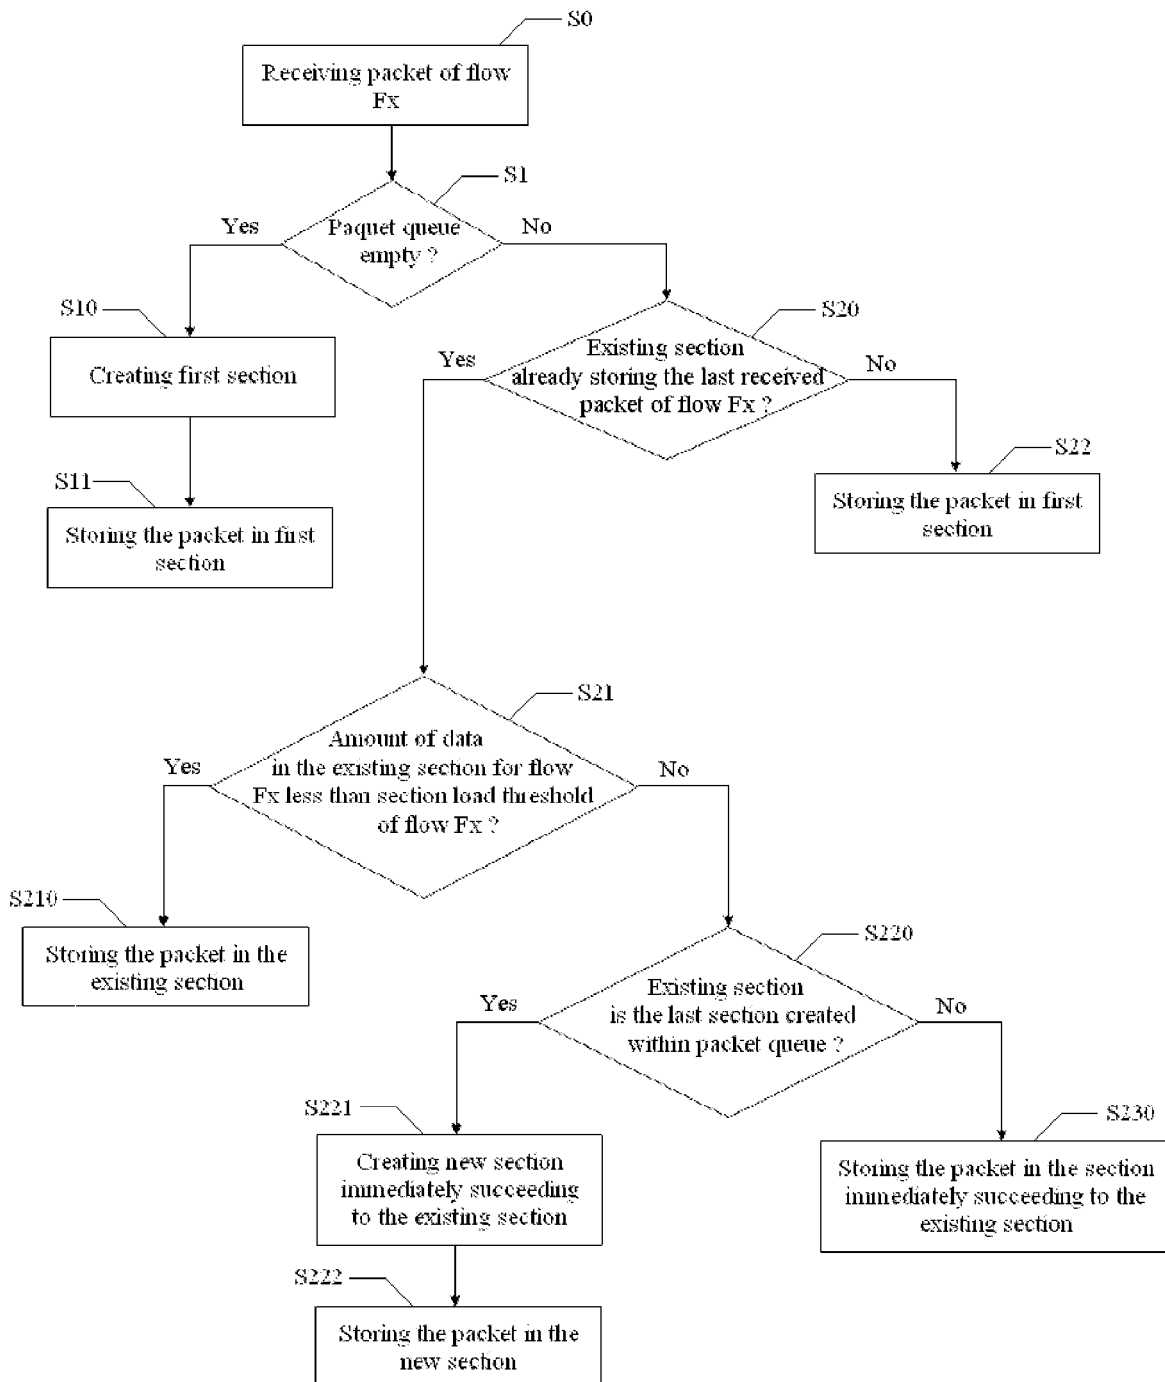 S0
Receiving packet of flow
Fx
S1
Yes
Paquet queue
empty ?
No
S10
Creating first section
S20
Yes
Existing section
already storing the last received
packet of flow Fx ?
No
S11
Storing the packet in first
section
S22
Storing the packet in first
section
S21
Yes
Amount of data
in the existing section for flow
Fx less than section load threshold
of flow Fx ?
No
S210
Storing the packet in the
existing section
S220
Yes
Existing section
is the last section created
within packet queue ?
No
S221
Creating new section
immediately succeeding
to the existing section
S230
Storing the packet in the section
immediately succeeding to the
existing section
S222
Storing the packet in the
new section